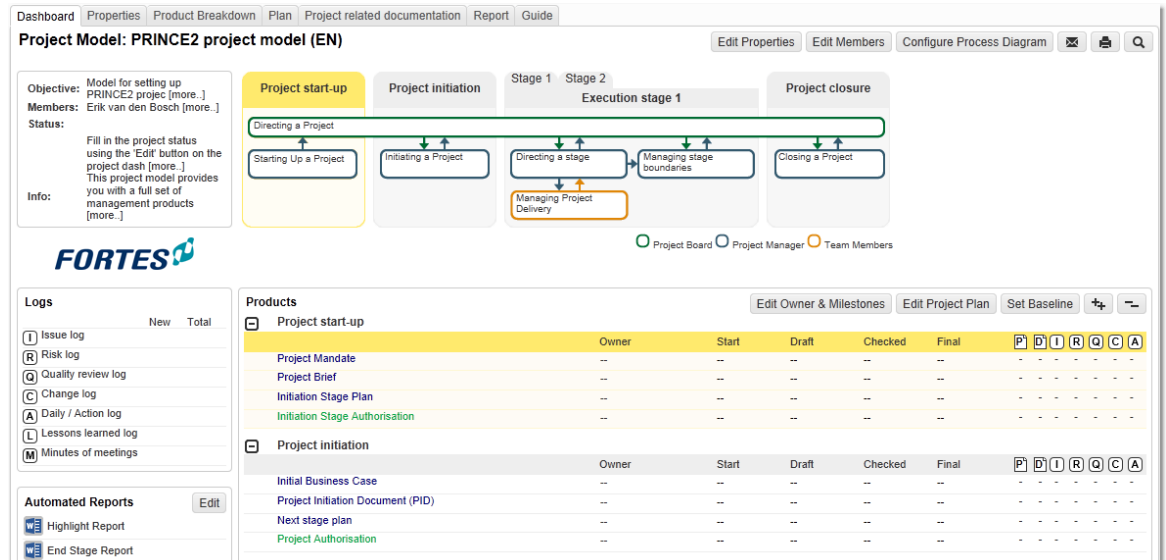 Dashboard Properties Product Breakdown Plan Project related documentation Report Guide
Project Model: PRINCE2 project model (EN)
Edit Properties Edit Members Configure Process Diagram
Objective: Model for setting up
PRINCE2 projec [more..]
Members: Erik van den Bosch [more..]
Status:
Fill in the project status
using the 'Edit' button on the
project dash [more..]
Info: This project model provides
you with a full set of
management products
[more..]
Project start-up
Project initiation
Stage 1 Stage 2
Execution stage 1
Project closure
Directing a Project
Starting Up a Project
Initiating a Project
Directing a stage
Managing stage
boundaries
Closing a Project
Managing Project
Delivery
Project Board Project Manager Team Members
FORTES
Logs
New Total
I Issue log
R Risk log
Q Quality review log
C Change log
A Daily / Action log
L Lessons learned log
M Minutes of meetings
Automated Reports Edit
Highlight Report
End Stage Report
Products Edit Owner & Milestones Edit Project Plan Set Baseline
Project start-up
Owner Start Draft Checked Final P D I R Q C A
Project Mandate -- -- -- -- -- - - - - - - -
Project Brief -- -- -- -- -- - - - - - - -
Initiation Stage Plan -- -- -- -- -- - - - - - - -
Initiation Stage Authorisation -- -- -- -- -- - - - - - - -
Project initiation
Owner Start Draft Checked Final P D I R Q C A
Initial Business Case -- -- -- -- -- - - - - - - -
Project Initiation Document (PID) -- -- -- -- -- - - - - - - -
Next stage plan -- -- -- -- -- - - - - - - -
Project Authorisation -- -- -- -- -- - - - - - - -